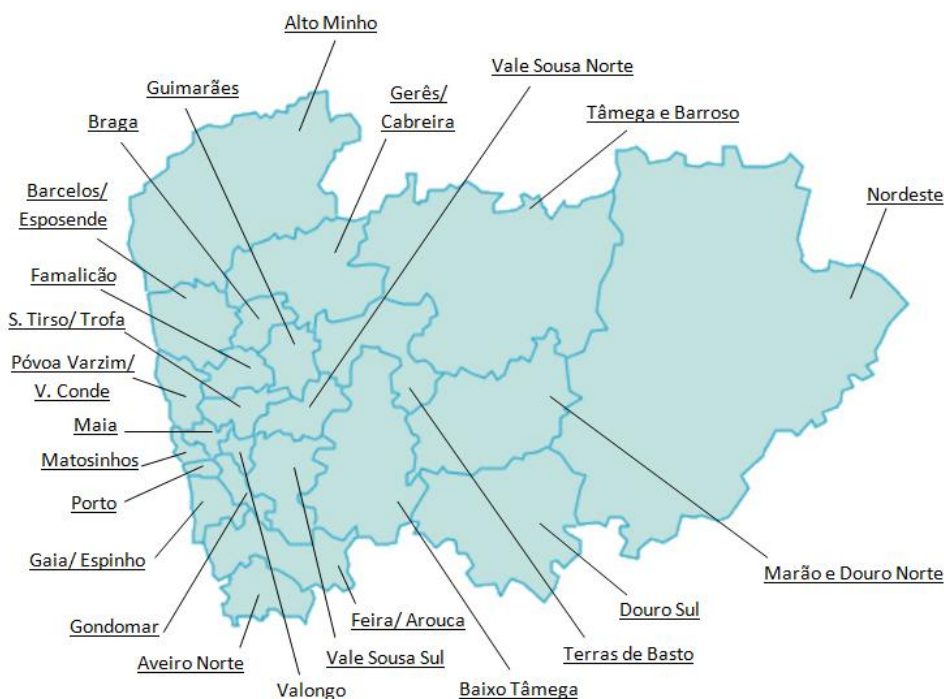 Alto Minho
Vale Sousa Norte
Guimarães
Gerês/
Cabreira
Braga
Tâmega e Barroso
Barcelos/
Esposende
Nordeste
Famalicão
S. Tirso/ Trofa
Póvoa Varzim/
V. Conde
Maia
Matosinhos
Porto
Gaia/ Espinho
Marão e Douro Norte
Douro Sul
Gondomar
Feira/ Arouca
Terras de Basto
Aveiro Norte
Vale Sousa Sul
Valongo
Baixo Tâmega